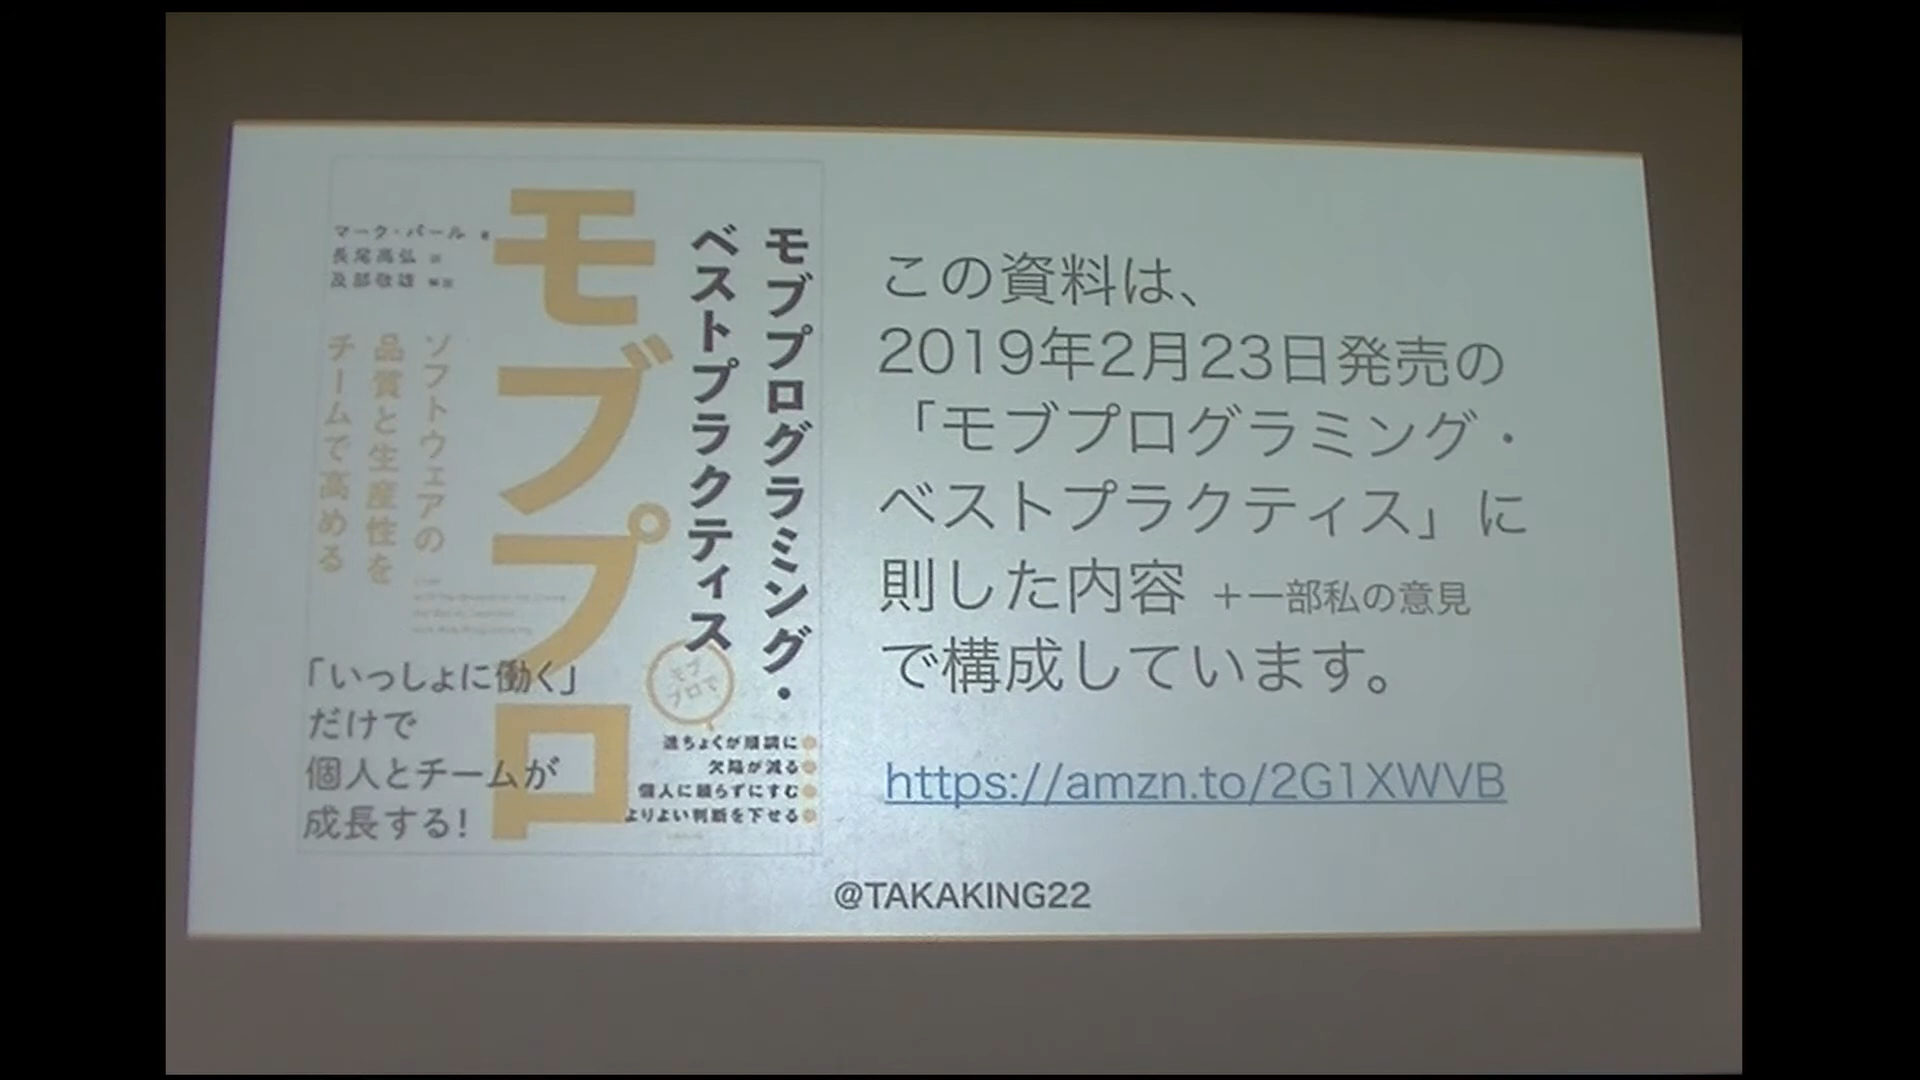 モブプログラミング・
ベストプラクティス
モブプロ
マーク・パール 著
長尾高弘 訳
及部敬雄 解説
ソフトウェアの
品質と生産性を
チームで高める
「いっしょに働く」
だけで
個人とチームが
成長する!
モブ
プロで
進ちょくが順調に
欠陥が減る
個人に頼らずにすむ
よりよい判断を下せる
この資料は、
2019年2月23日発売の
「モブプログラミング・
ベストプラクティス」に
則した内容 +一部私の意見
で構成しています。
https://amzn.to/2G1XWVB
@TAKAKING22